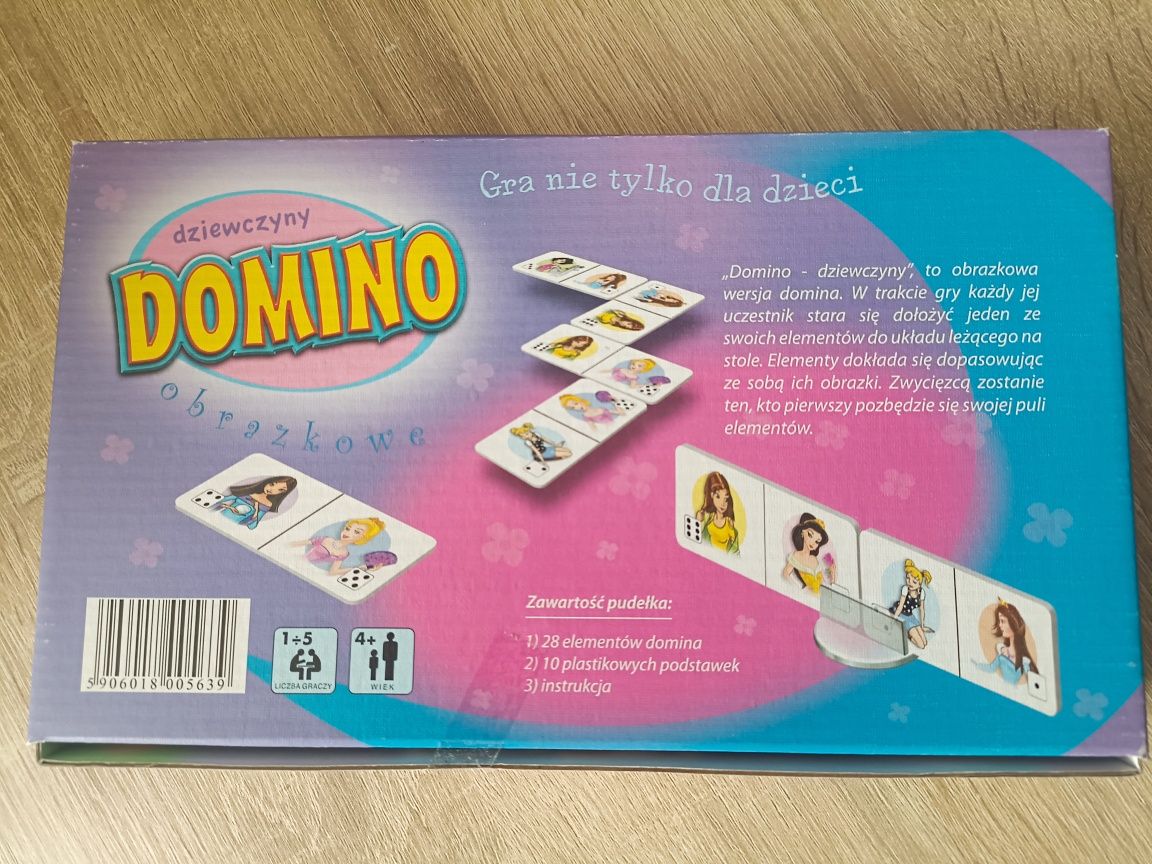 Gra nie tylko dla dzieci
dziewczyny
DOMINO
obrazkowe
„Domino - dziewczyny”, to obrazkowa
wersja domina. W trakcie gry każdy jej
uczestnik stara się dołożyć jeden ze
swoich elementów do układu leżącego na
stole. Elementy dokłada się dopasowując
ze sobą ich obrazki. Zwycięzcą zostanie
ten, kto pierwszy pozbędzie się swojej puli
elementów.
Zawartość pudełka:
1) 28 elementów domina
2) 10 plastikowych podstawek
3) instrukcja
5 906018 005639
1÷5
LICZBA GRACZY
4+
WIEK